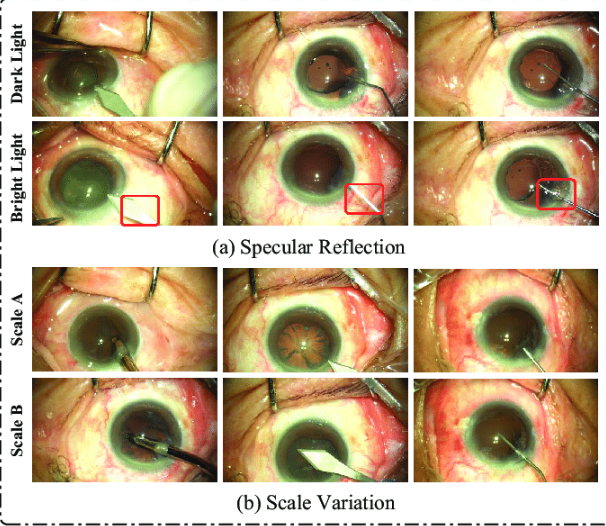 Dark Light
Bright Light
(a) Specular Reflection
Scale A
Scale B
(b) Scale Variation